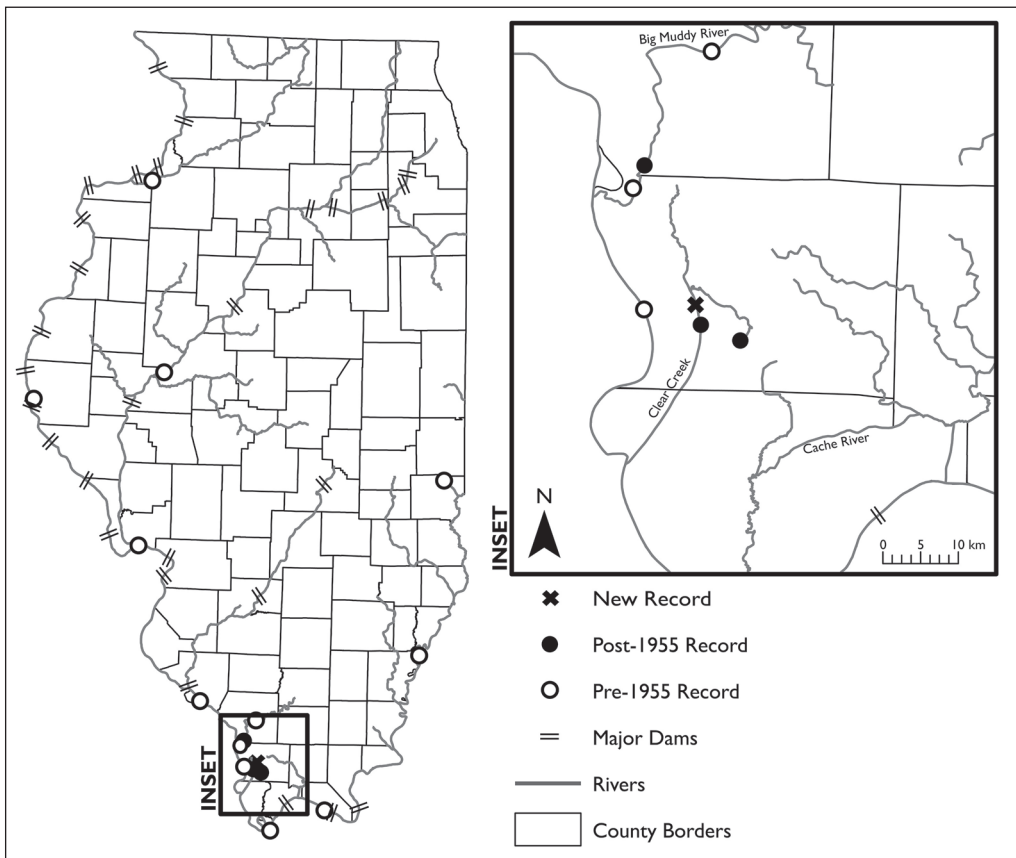 INSET
Big Muddy River
Clear Creek
Cache River
N
0 5 10 km
INSET
New Record
Post-1955 Record
Pre-1955 Record
Major Dams
Rivers
County Borders